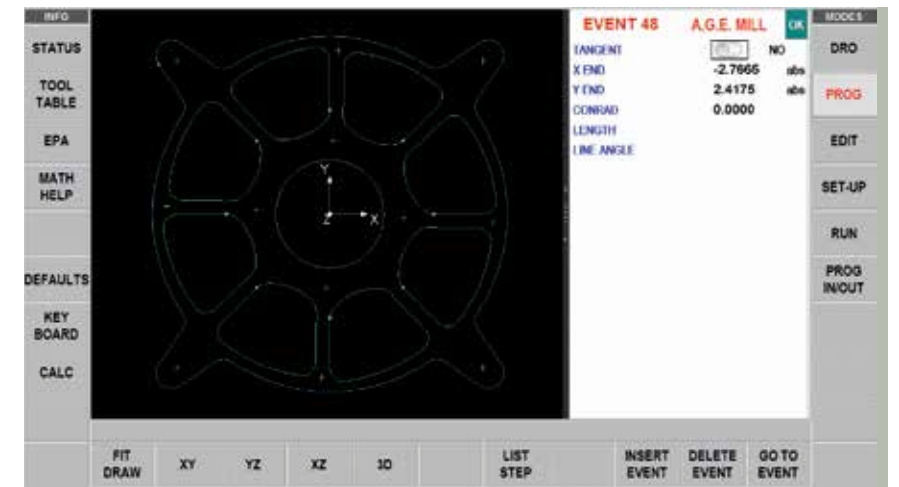 INFO
STATUS
TOOL
TABLE
EPA
MATH
HELP
DEFAULTS
KEY
BOARD
CALC
Y
Z
X
EVENT 48 A.G.E. MILL OK
TANGENT NO
X END -2.7665 abs
Y END 2.4175 abs
CONRAD 0.0000
LENGTH
LINE ANGLE
MODES
DRO
PROG
EDIT
SET-UP
RUN
PROG
IN/OUT
FIT
DRAW
XY
YZ
XZ
3D
LIST
STEP
INSERT
EVENT
DELETE
EVENT
GO TO
EVENT